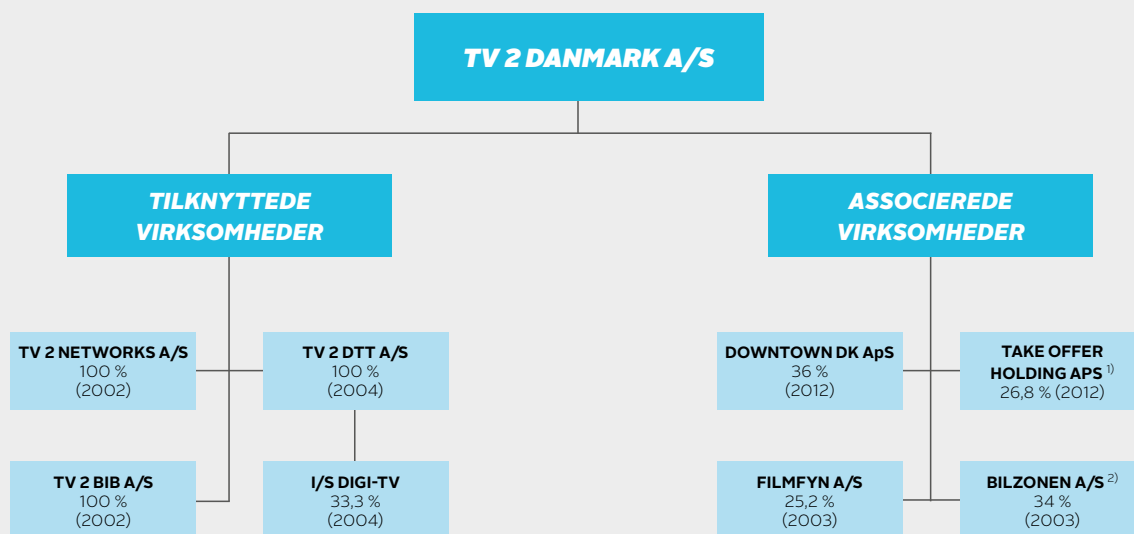 TV 2 DANMARK A/S
TILKNYTTEDE
VIRKSOMHEDER
ASSOCIEREDE
VIRKSOMHEDER
TV 2 NETWORKS A/S
100 %
(2002)
TV 2 DTT A/S
100 %
(2004)
DOWNTOWN DK ApS
36 %
(2012)
TAKE OFFER
HOLDING APS 1)
26,8 % (2012)
TV 2 BIB A/S
100 %
(2002)
I/S DIGI-TV
33,3 %
(2004)
FILMFYN A/S
25,2 %
(2003)
BILZONEN A/S 2)
34 %
(2003)